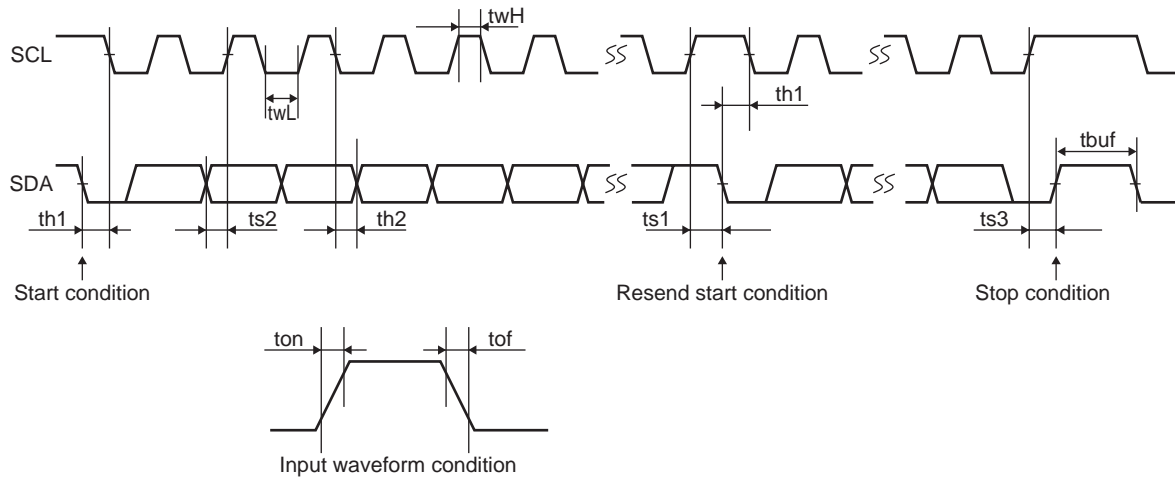 twH
SCL
twL
th1
tbuf
SDA
th1
ts2
th2
ts1
ts3
Start condition
Resend start condition
Stop condition
ton
tof
Input waveform condition